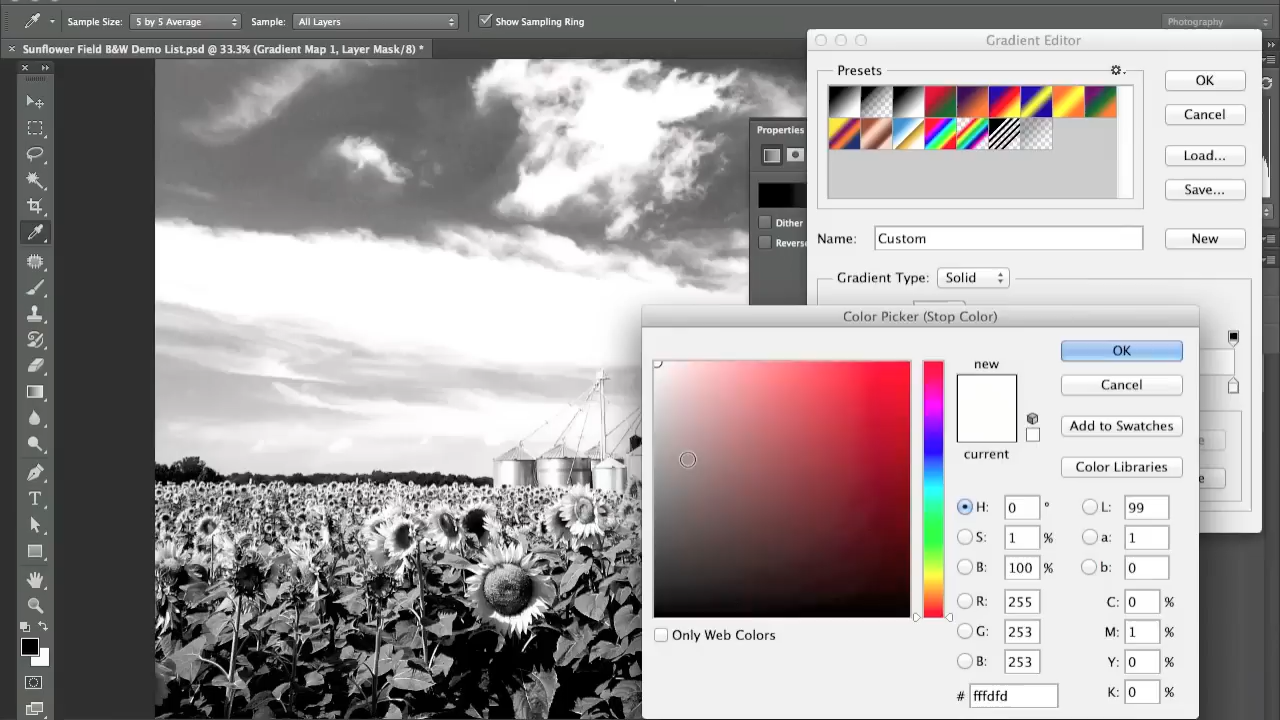 Sample Size: 5 by 5 Average Sample: All Layers Show Sampling Ring Photography
Sunflower Field B&W Demo List.psd @ 33.3% (Gradient Map 1, Layer Mask/8) *
Gradient Editor
Presets
OK
Cancel
Load...
Save...
Properties
Dither
Reverse
Name: Custom New
Gradient Type: Solid
Color Picker (Stop Color)
new
current
OK
Cancel
Add to Swatches
Color Libraries
H: 0 ° L: 99
S: 1 % a: 1
B: 100 % b: 0
R: 255 C: 0 %
G: 253 M: 1 %
B: 253 Y: 0 %
# fffdfd K: 0 %
Only Web Colors
T